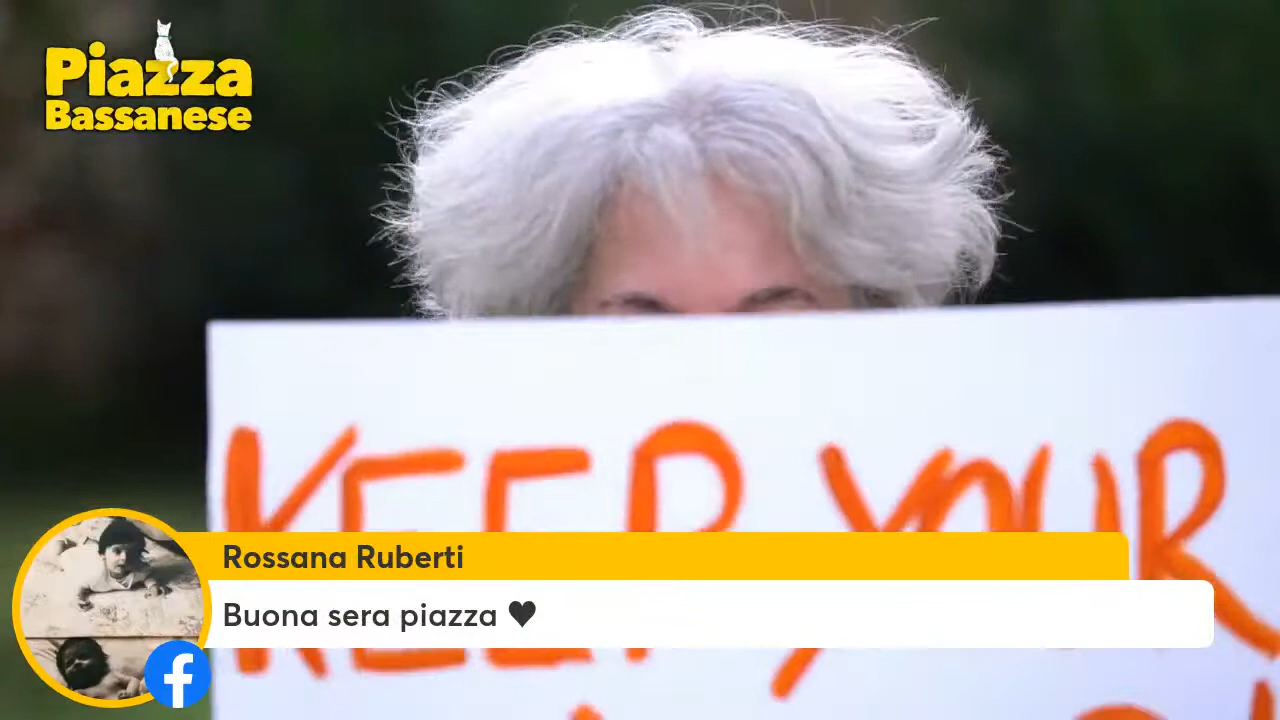 Piazza
Bassanese
KEEP YOUR
Rossana Ruberti
Buona sera piazza ♥